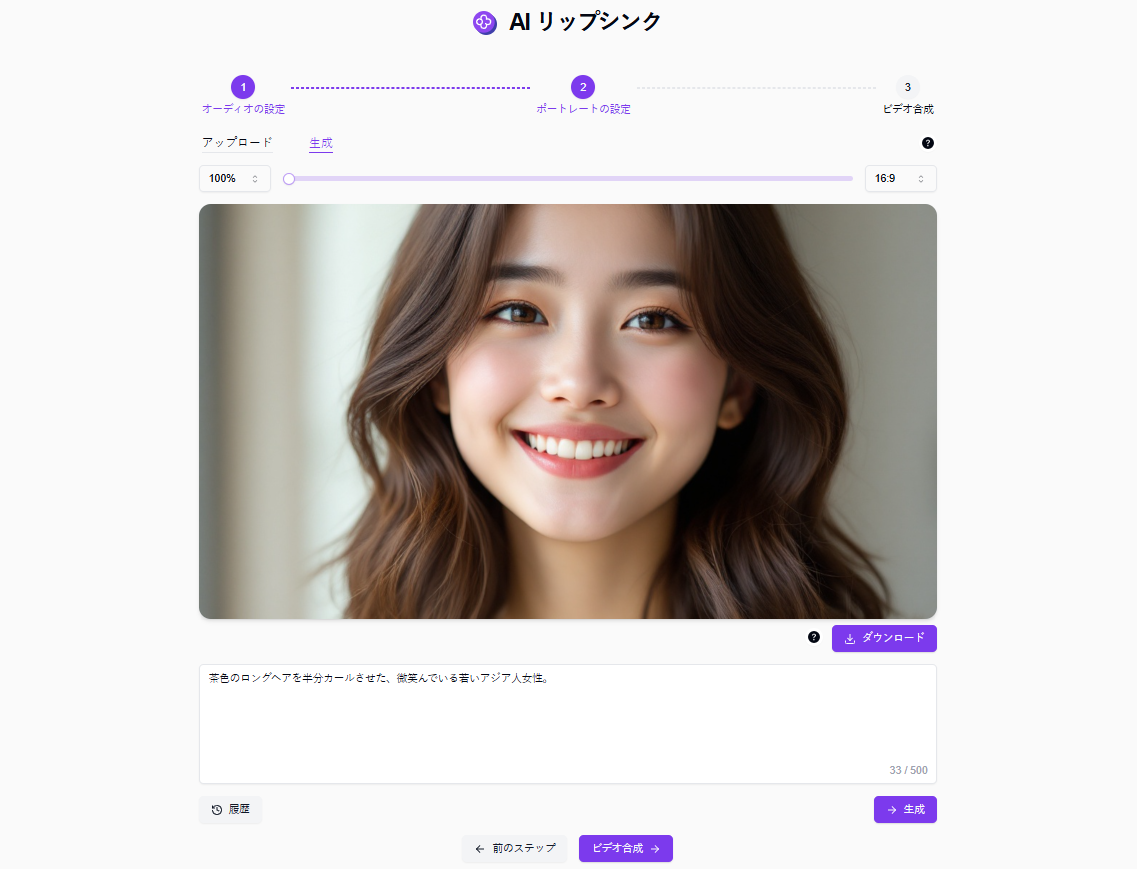 AI リップシンク
1
2
3
オーディオの設定
ポートレートの設定
ビデオ合成
アップロード
生成
?
100%
16:9
?
ダウンロード
茶色のロングヘアを半分カールさせた、微笑んでいる若いアジア人女性。
33 / 500
履歴
生成
前のステップ
ビデオ合成